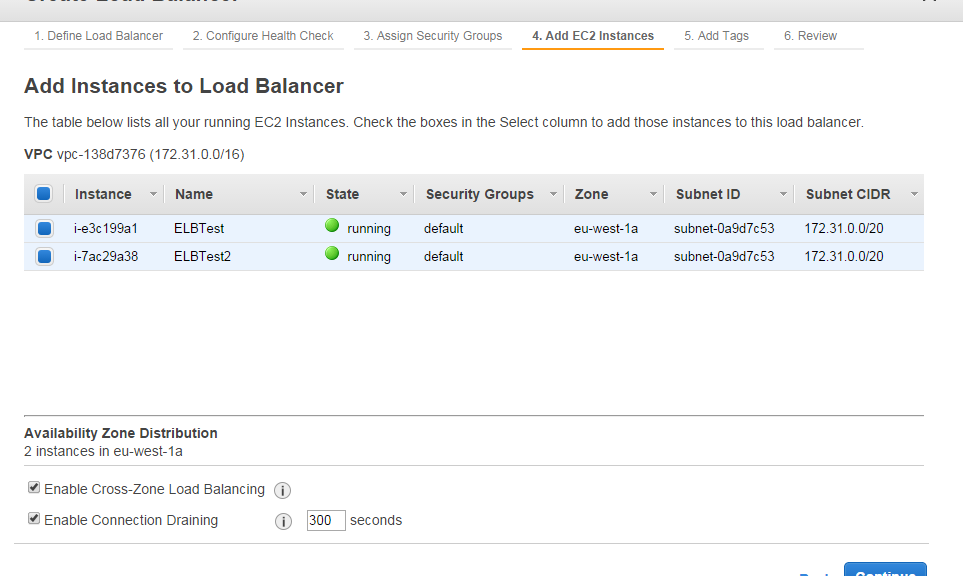 Create Load Balancer
1. Define Load Balancer 2. Configure Health Check 3. Assign Security Groups 4. Add EC2 Instances 5. Add Tags 6. Review
Add Instances to Load Balancer
The table below lists all your running EC2 Instances. Check the boxes in the Select column to add those instances to this load balancer.
VPC vpc-138d7376 (172.31.0.0/16)
Instance Name State Security Groups Zone Subnet ID Subnet CIDR
i-e3c199a1 ELBTest running default eu-west-1a subnet-0a9d7c53 172.31.0.0/20
i-7ac29a38 ELBTest2 running default eu-west-1a subnet-0a9d7c53 172.31.0.0/20
Availability Zone Distribution
2 instances in eu-west-1a
Enable Cross-Zone Load Balancing i
Enable Connection Draining i 300 seconds
Back Continue